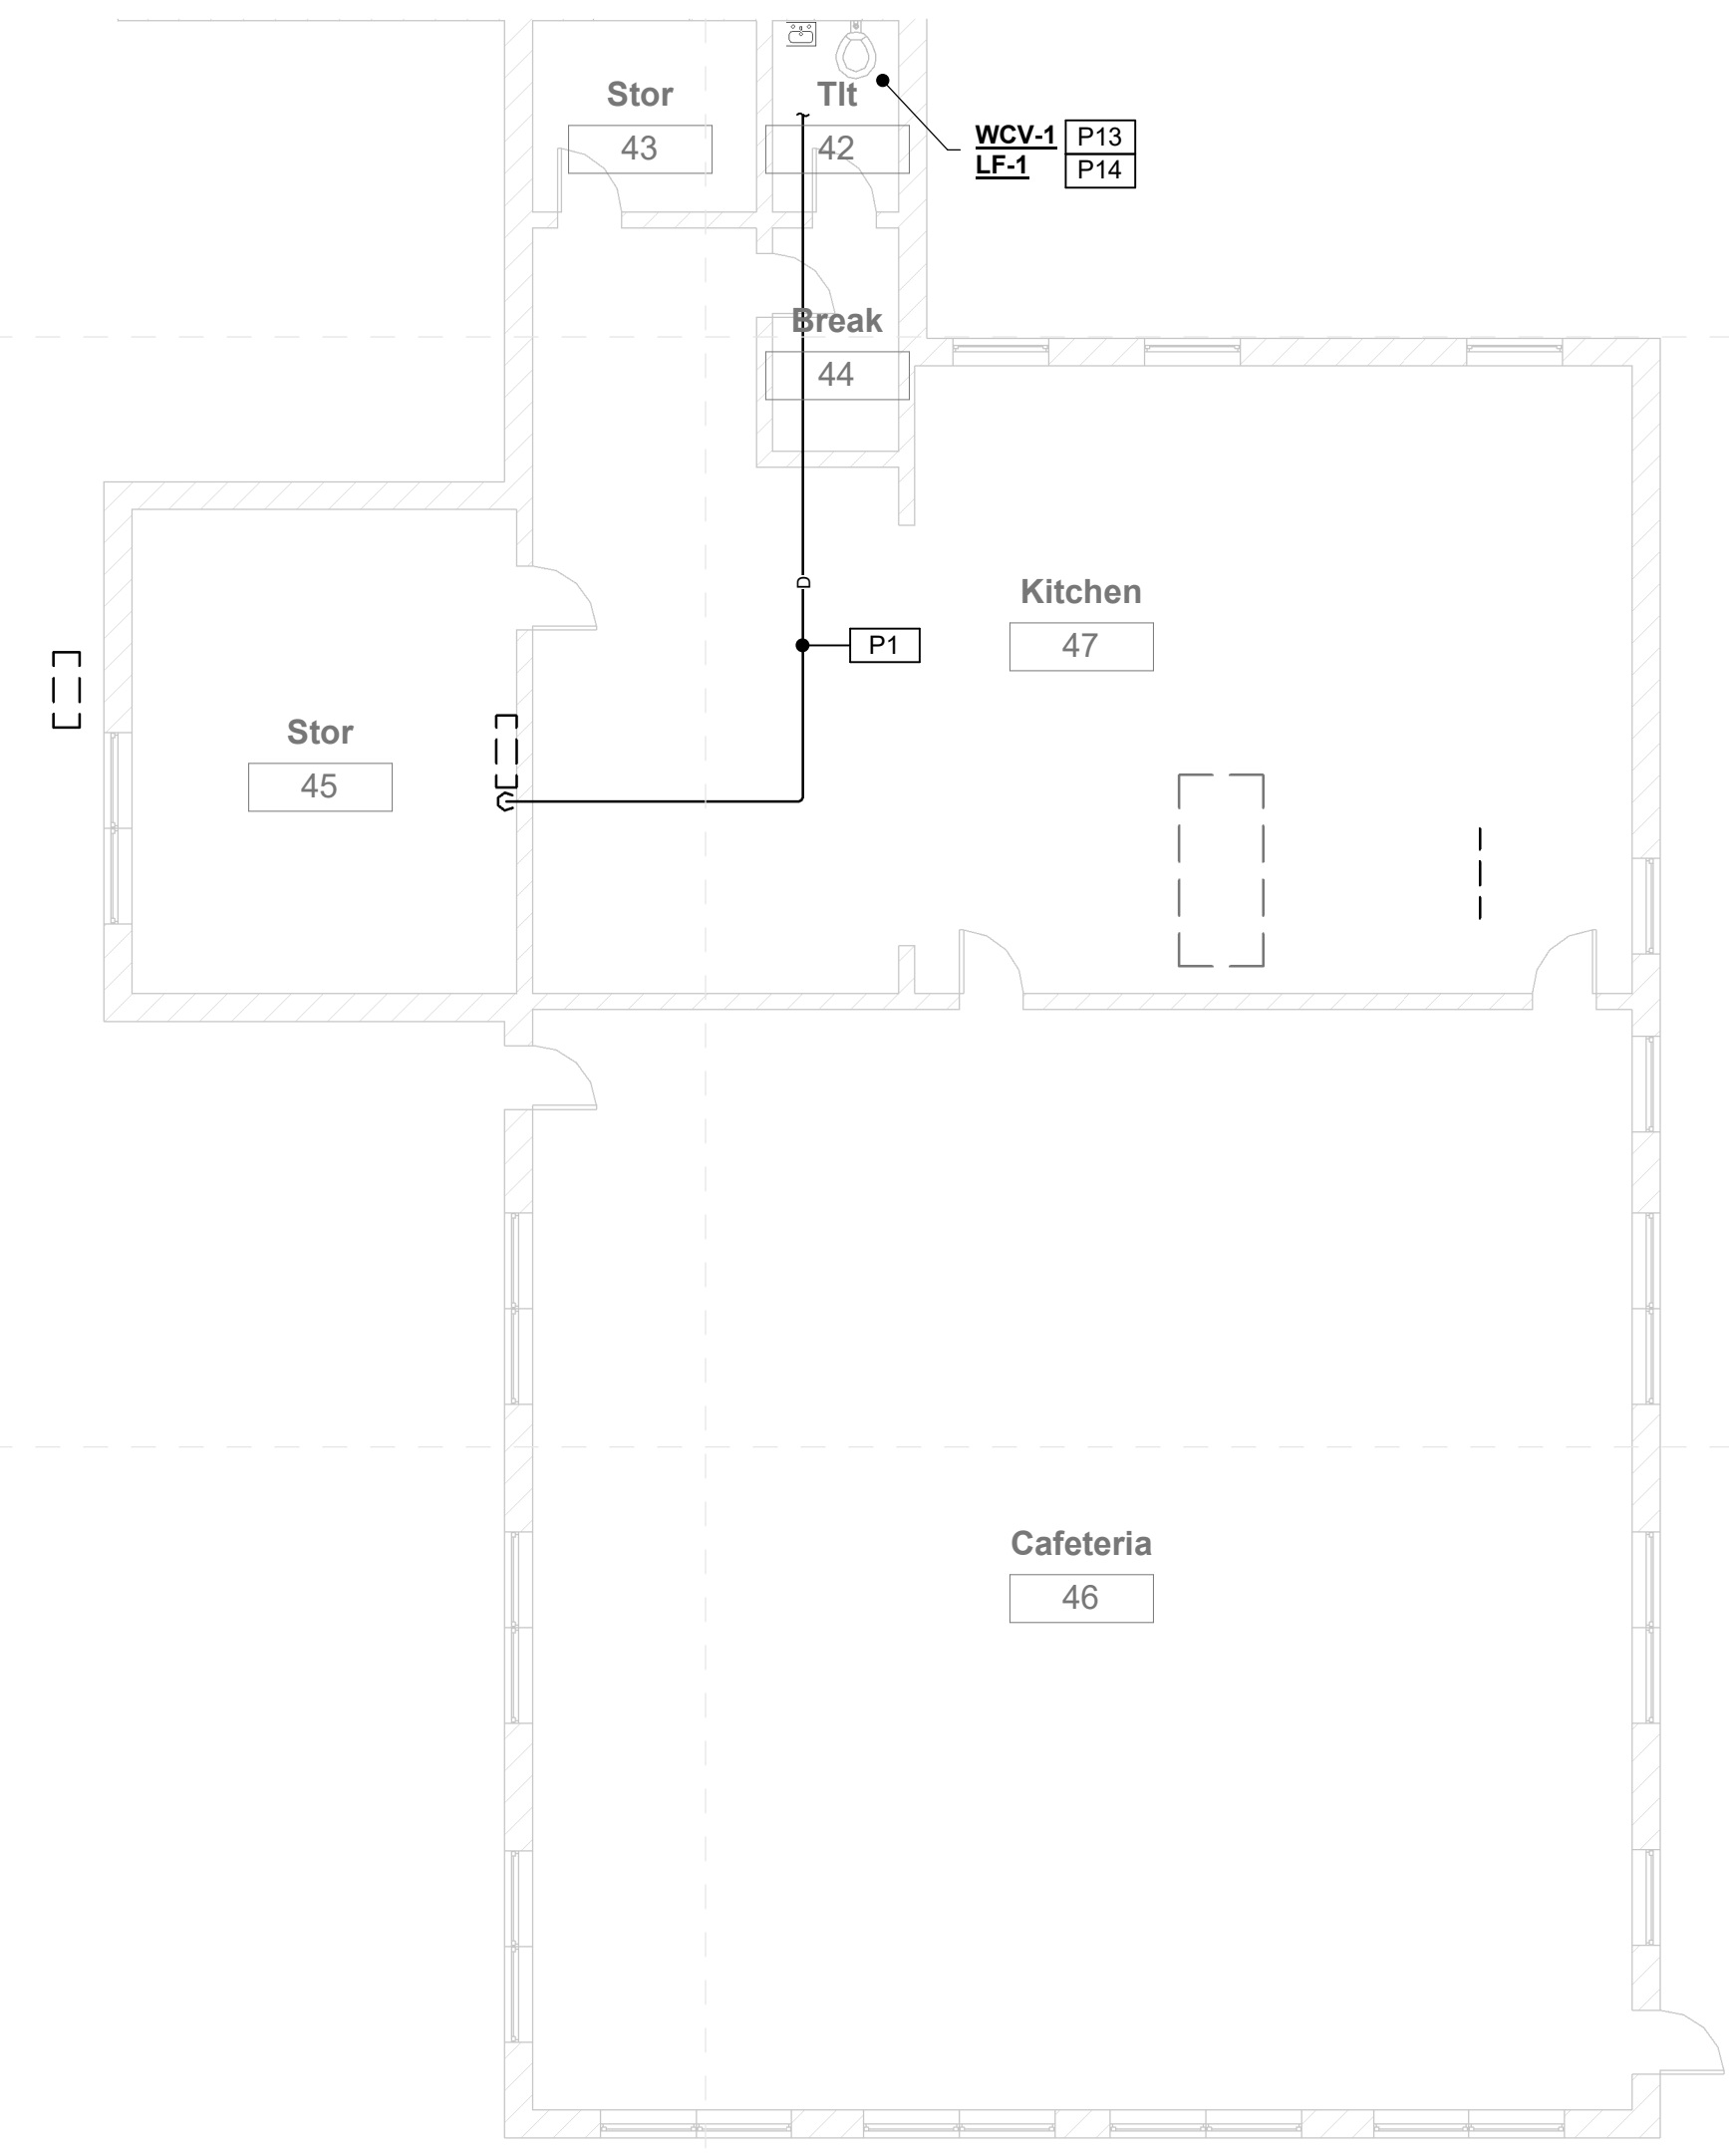 Stor
43
Tlt
42
WCV-1 P13
LF-1 P14
Break
44
D
Kitchen
47
P1
Stor
45
Cafeteria
46